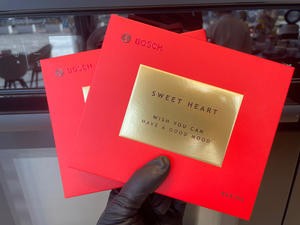 BOSCH
BOSCH
SWEET HEART
WISH YOU CAN
HAVE A GOOD MOOD